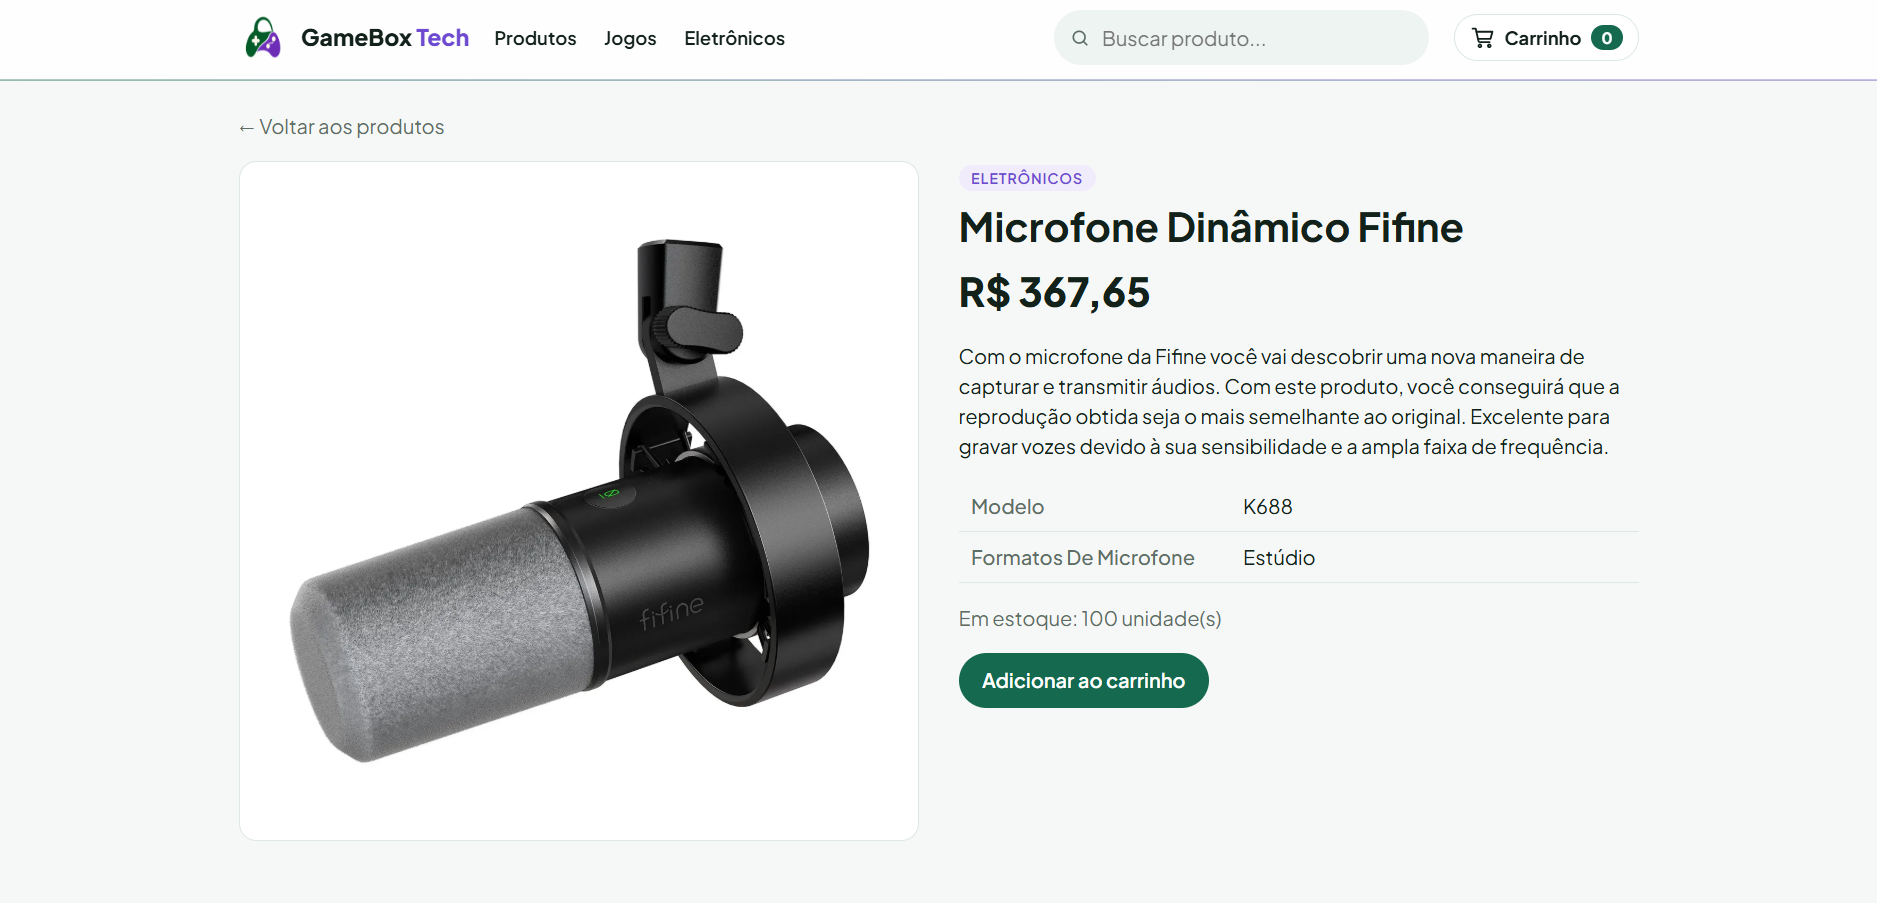 GameBox Tech
Produtos
Jogos
Eletrônicos
Buscar produto...
Carrinho
0
← Voltar aos produtos
fifine
ELETRÔNICOS
Microfone Dinâmico Fifine
R$ 367,65
Com o microfone da Fifine você vai descobrir uma nova maneira de
capturar e transmitir áudios. Com este produto, você conseguirá que a
reprodução obtida seja o mais semelhante ao original. Excelente para
gravar vozes devido à sua sensibilidade e a ampla faixa de frequência.
Modelo K688
Formatos De Microfone Estúdio
Em estoque: 100 unidade(s)
Adicionar ao carrinho